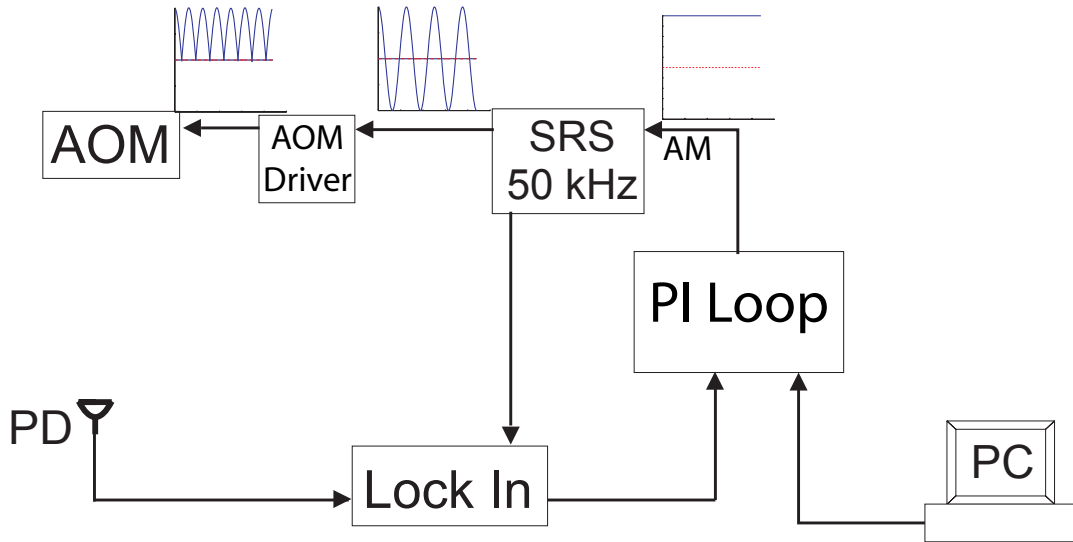 AOM
AOM
Driver
SRS
50 kHz
AM
PI Loop
PD
Lock In
PC